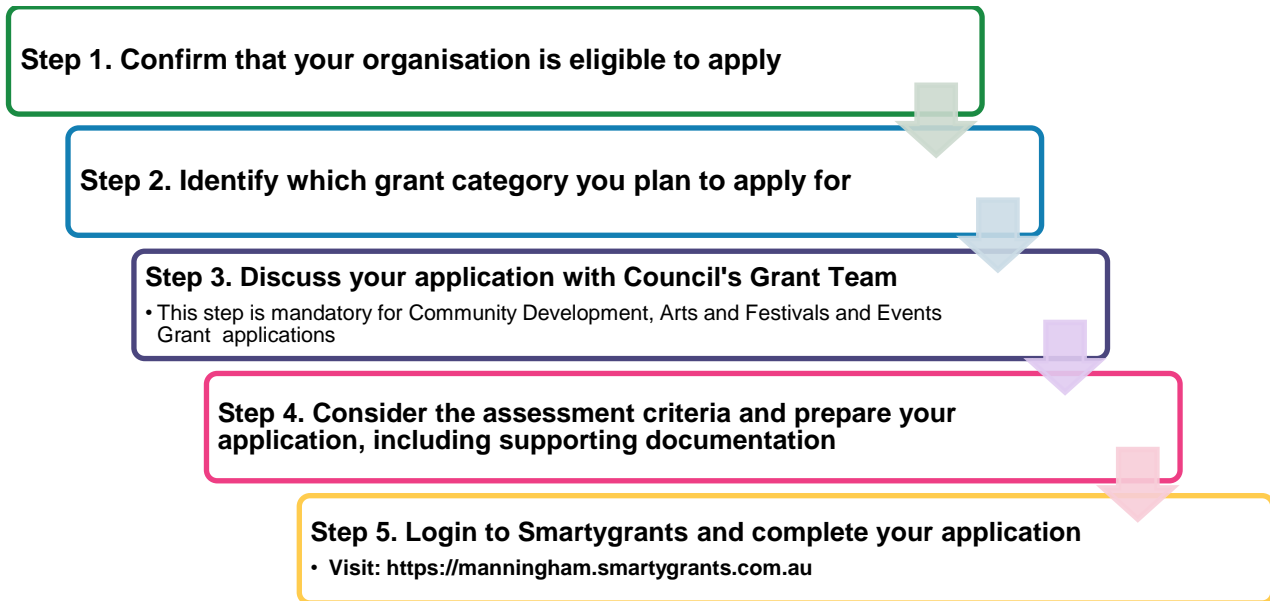 Step 1. Confirm that your organisation is eligible to apply
Step 2. Identify which grant category you plan to apply for
Step 3. Discuss your application with Council's Grant Team
• This step is mandatory for Community Development, Arts and Festivals and Events
Grant applications
Step 4. Consider the assessment criteria and prepare your
application, including supporting documentation
Step 5. Login to Smartygrants and complete your application
• Visit: https://manningham.smartygrants.com.au